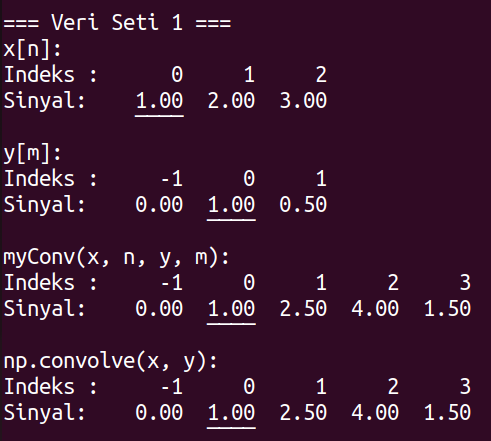 === Veri Seti 1 ===
x[n]:
Indeks :      0     1     2
Sinyal:    1.00  2.00  3.00
y[m]:
Indeks :     -1     0     1
Sinyal:    0.00  1.00  0.50
myConv(x, n, y, m):
Indeks :     -1     0     1     2     3
Sinyal:    0.00  1.00  2.50  4.00  1.50
np.convolve(x, y):
Indeks :     -1     0     1     2     3
Sinyal:    0.00  1.00  2.50  4.00  1.50